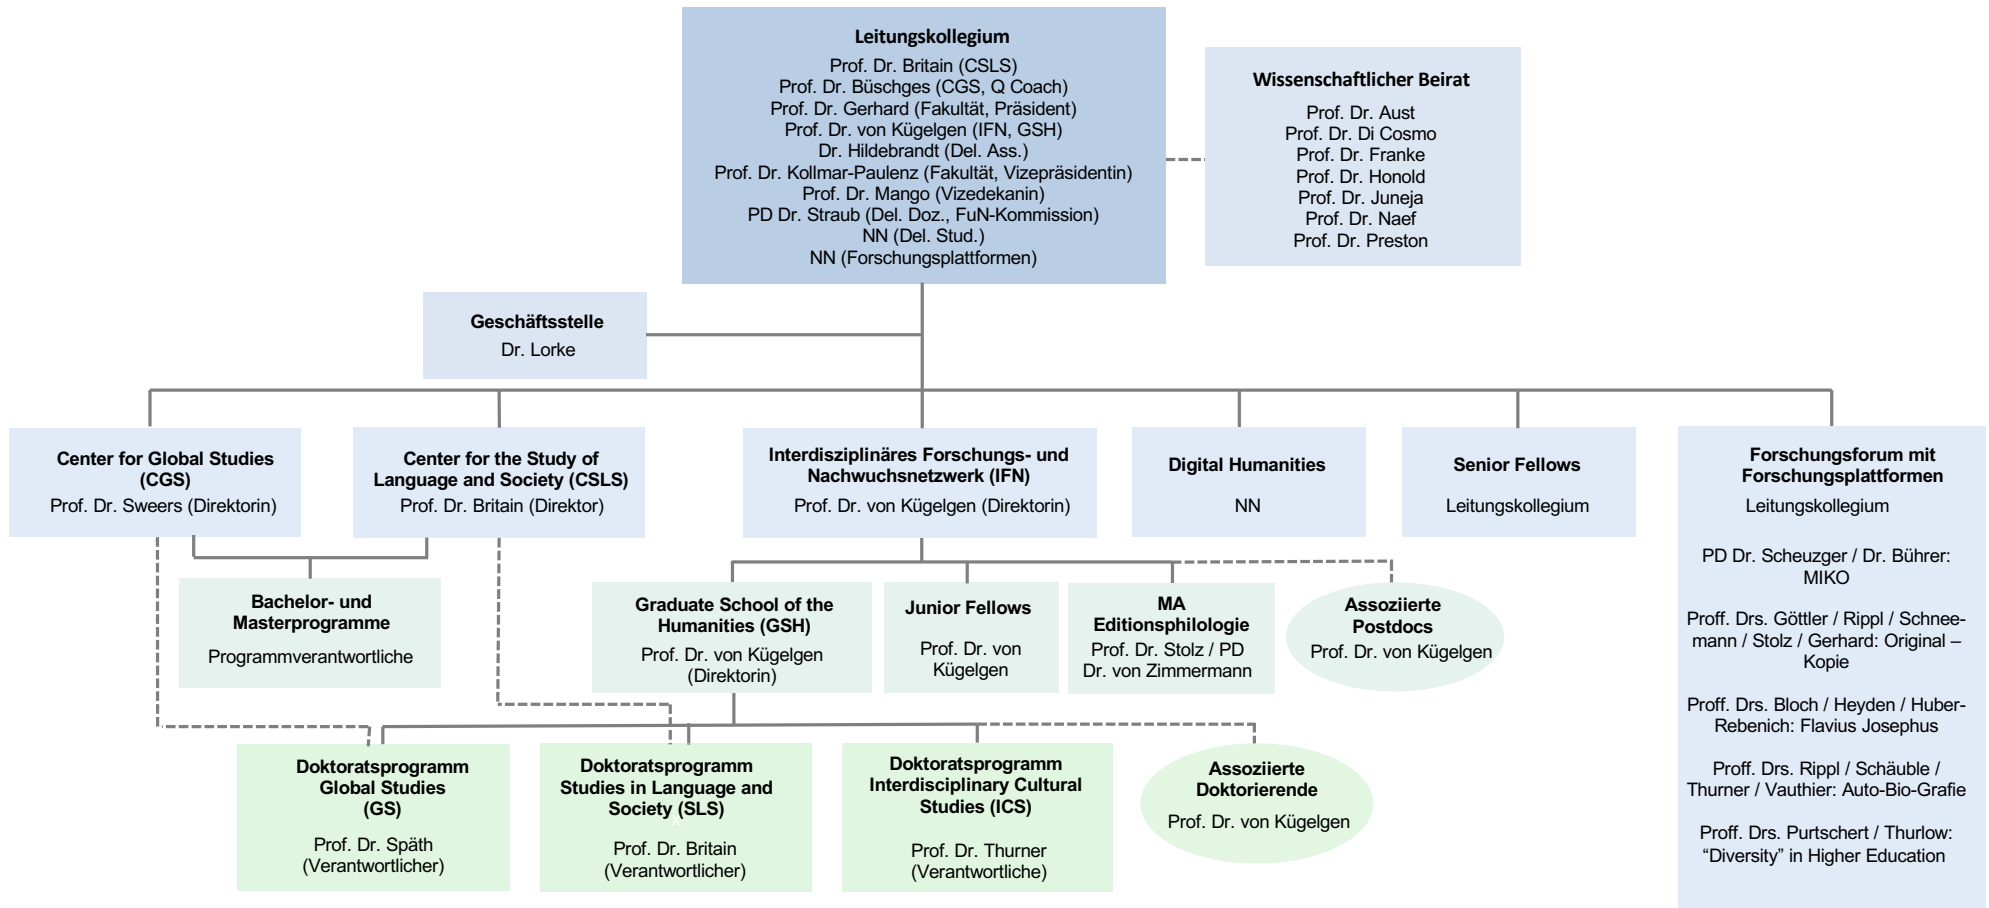 Leitungskollegium
Prof. Dr. Britain (CSLS)
Prof. Dr. Büschges (CGS, Q Coach)
Prof. Dr. Gerhard (Fakultät, Präsident)
Prof. Dr. von Kügelgen (IFN, GSH)
Dr. Hildebrandt (Del. Ass.)
Prof. Dr. Kollmar-Paulenz (Fakultät, Vizepräsidentin)
Prof. Dr. Mango (Vizedekanin)
PD Dr. Straub (Del. Doz., FuN-Kommission)
NN (Del. Stud.)
NN (Forschungsplattformen)
Wissenschaftlicher Beirat
Prof. Dr. Aust
Prof. Dr. Di Cosmo
Prof. Dr. Franke
Prof. Dr. Honold
Prof. Dr. Juneja
Prof. Dr. Naef
Prof. Dr. Preston
Geschäftsstelle
Dr. Lorke
Center for Global Studies
(CGS)
Prof. Dr. Sweers (Direktorin)
Center for the Study of
Language and Society (CSLS)
Prof. Dr. Britain (Direktor)
Interdisziplinäres Forschungs- und
Nachwuchsnetzwerk (IFN)
Prof. Dr. von Kügelgen (Direktorin)
Digital Humanities
NN
Senior Fellows
Leitungskollegium
Forschungsforum mit
Forschungsplattformen
Leitungskollegium
PD Dr. Scheuzger / Dr. Bührer:
MIKO
Proff. Drs. Göttler / Rippl / Schnee-
mann / Stolz / Gerhard: Original –
Kopie
Proff. Drs. Bloch / Heyden / Huber-
Rebenich: Flavius Josephus
Proff. Drs. Rippl / Schäuble /
Thurner / Vauthier: Auto-Bio-Grafie
Proff. Drs. Purtschert / Thurlow:
“Diversity” in Higher Education
Bachelor- und
Masterprogramme
Programmverantwortliche
Graduate School of the
Humanities (GSH)
Prof. Dr. von Kügelgen
(Direktorin)
Junior Fellows
Prof. Dr. von
Kügelgen
MA
Editionsphilologie
Prof. Dr. Stolz / PD
Dr. von Zimmermann
Assoziierte
Postdocs
Prof. Dr. von Kügelgen
Doktoratsprogramm
Global Studies
(GS)
Prof. Dr. Späth
(Verantwortlicher)
Doktoratsprogramm
Studies in Language and
Society (SLS)
Prof. Dr. Britain
(Verantwortlicher)
Doktoratsprogramm
Interdisciplinary Cultural
Studies (ICS)
Prof. Dr. Thurner
(Verantwortliche)
Assoziierte
Doktorierende
Prof. Dr. von Kügelgen